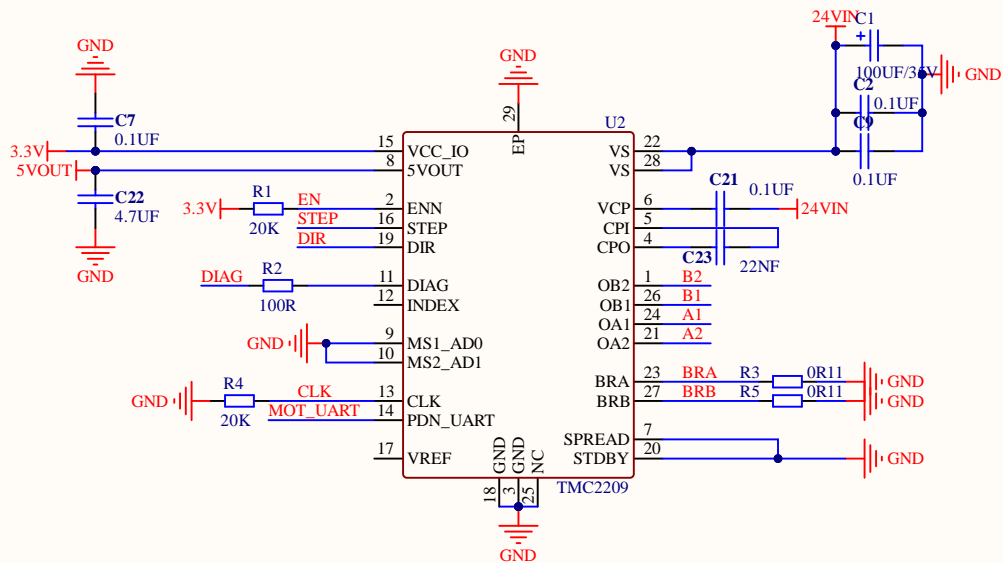 24VIN
C1
100UF/35V
GND
C2
0.1UF
C9
0.1UF
GND
C7
0.1UF
3.3V
5VOUT
C22
4.7UF
GND
GND
29
EP
U2
15
VCC_IO
8
5VOUT
VS
22
VS
28
3.3V
R1
20K
EN
2
ENN
STEP
16
STEP
DIR
19
DIR
VCP
6
C21
0.1UF
24VIN
CPI
5
CPO
4
C23
22NF
DIAG
R2
100R
11
DIAG
12
INDEX
OB2
1
B2
OB1
26
B1
OA1
24
A1
OA2
21
A2
GND
9
MS1_AD0
10
MS2_AD1
BRA
23
BRA
R3
0R11
GND
BRB
27
BRB
R5
0R11
GND
GND
R4
20K
CLK
13
CLK
MOT_UART
14
PDN_UART
SPREAD
7
STDBY
20
GND
17
VREF
GND
GND
NC
18
3
25
TMC2209
GND